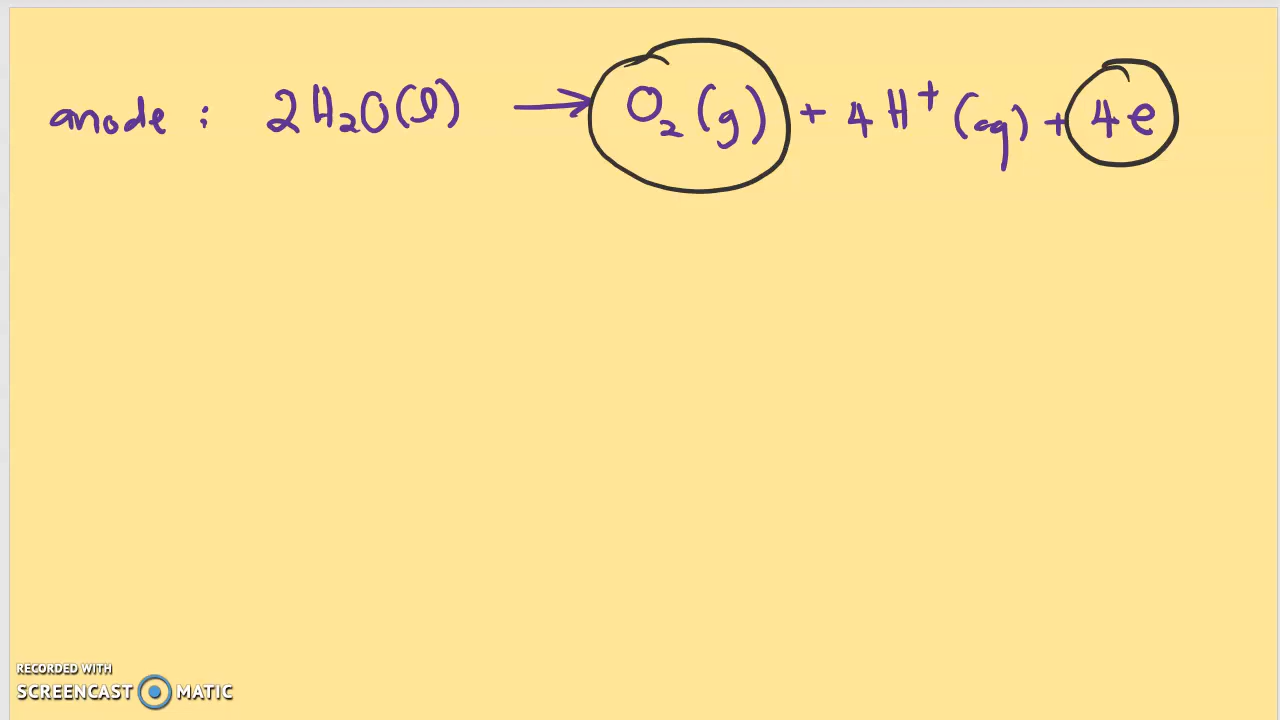 anode : 2H₂O(l) → O₂(g) + 4H⁺(aq) + 4e
RECORDED WITH
SCREENCAST MATIC